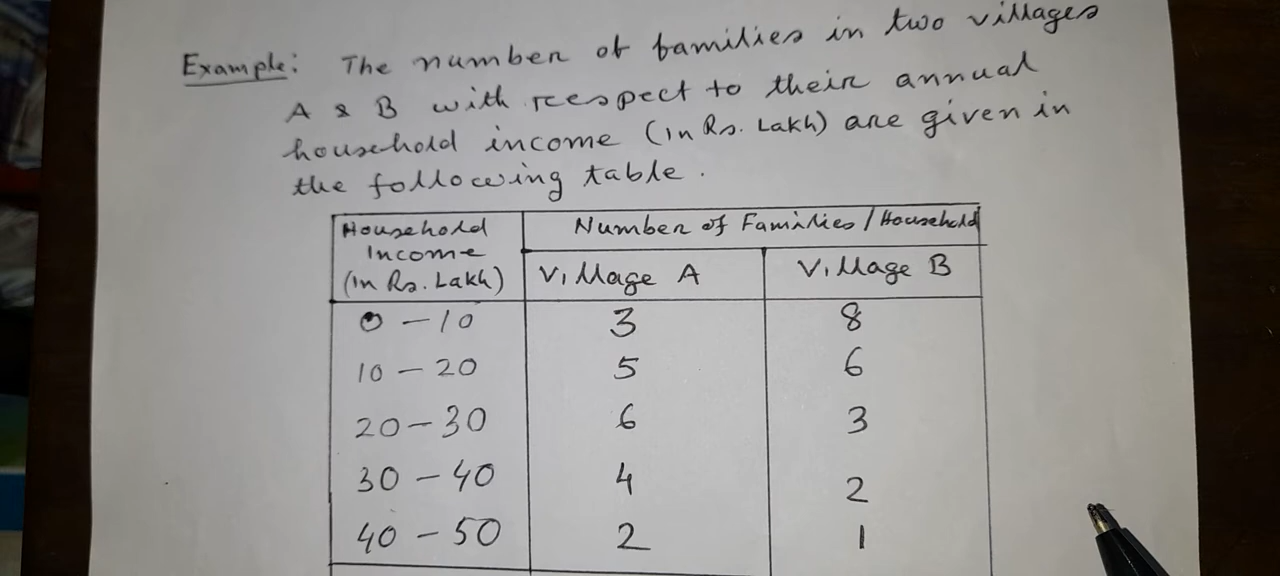 Example: The number of families in two villages
A & B with respect to their annual
household income (in Rs. Lakh) are given in
the following table.
Household Income (in Rs. Lakh) Number of Families / Household
Village A Village B
0 - 10 3 8
10 - 20 5 6
20 - 30 6 3
30 - 40 4 2
40 - 50 2 1